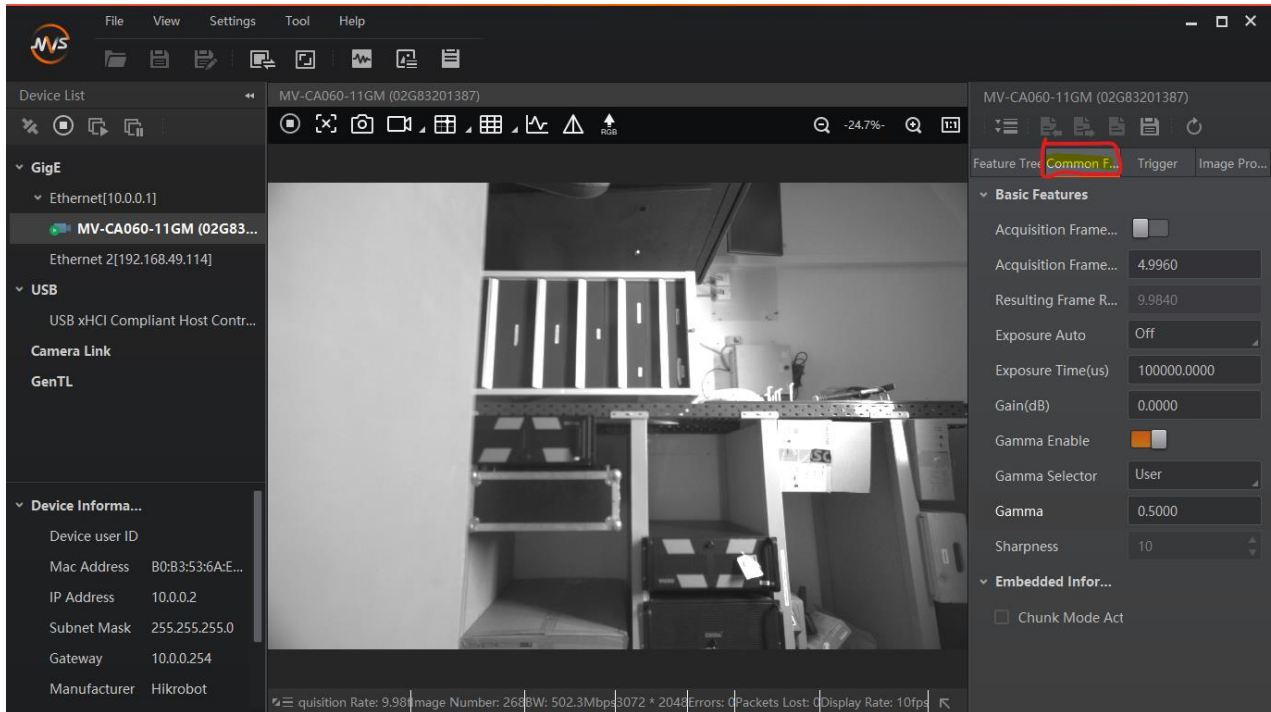 File View Settings Tool Help
MVS
Device List
MV-CA060-11GM (02G83201387)
MV-CA060-11GM (02G83201387)
RGB
-24.7%-
1:1
Feature Tree Common F... Trigger Image Pro...
GigE
Ethernet[10.0.0.1]
MV-CA060-11GM (02G83...
Ethernet 2[192.168.49.114]
USB
USB xHCI Compliant Host Contr...
Camera Link
GenTL
Device Informa...
Device user ID
Mac Address B0:B3:53:6A:E...
IP Address 10.0.0.2
Subnet Mask 255.255.255.0
Gateway 10.0.0.254
Manufacturer Hikrobot
SC
quisition Rate: 9.98f Image Number: 268 BW: 502.3Mbps 3072 * 2048 Errors: 0 Packets Lost: 0 Display Rate: 10fps
Basic Features
Acquisition Frame...
Acquisition Frame... 4.9960
Resulting Frame R... 9.9840
Exposure Auto Off
Exposure Time(us) 100000.0000
Gain(dB) 0.0000
Gamma Enable
Gamma Selector User
Gamma 0.5000
Sharpness 10
Embedded Infor...
Chunk Mode Act